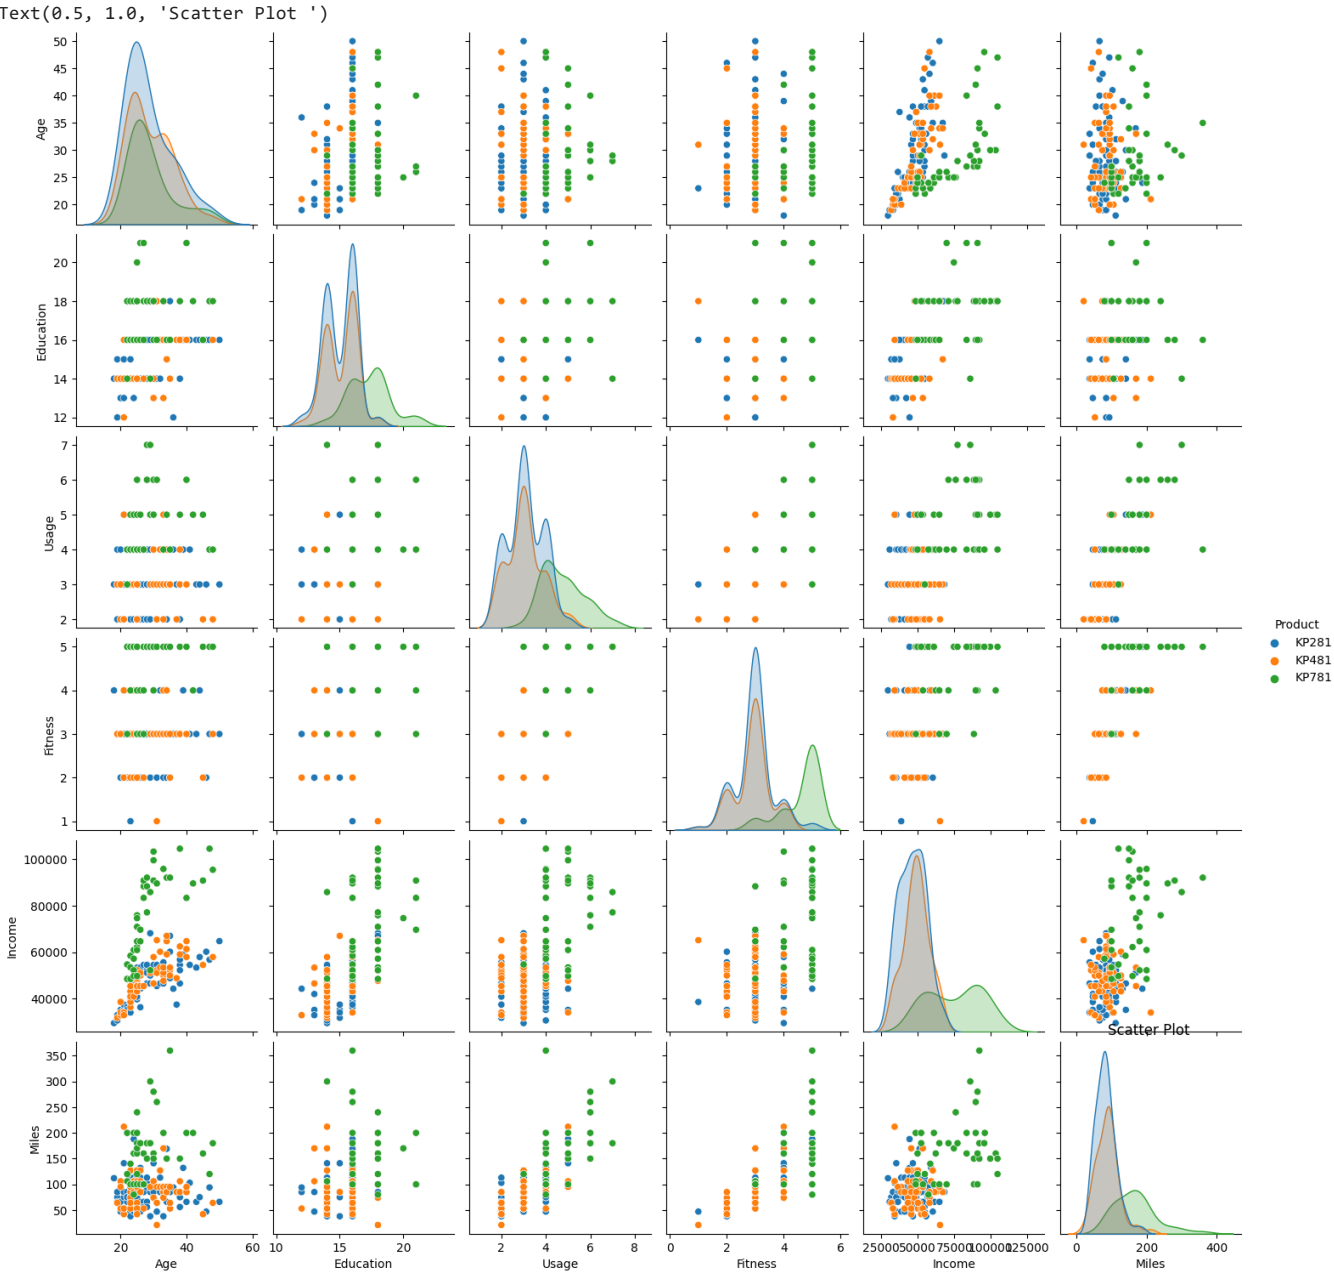 Text(0.5, 1.0, 'Scatter Plot ')
50
45
40
35
30
25
20
Age
20
18
16
14
12
Education
7
6
5
4
3
2
Usage
5
4
3
2
1
Fitness
Product
KP281
KP481
KP781
100000
80000
60000
40000
Income
Scatter Plot
350
300
250
200
150
100
50
Miles
20 40 60
10 15 20
2 4 6 8
0 2 4 6
25000 50000 75000 100000 125000
0 200 400
Age Education Usage Fitness Income Miles